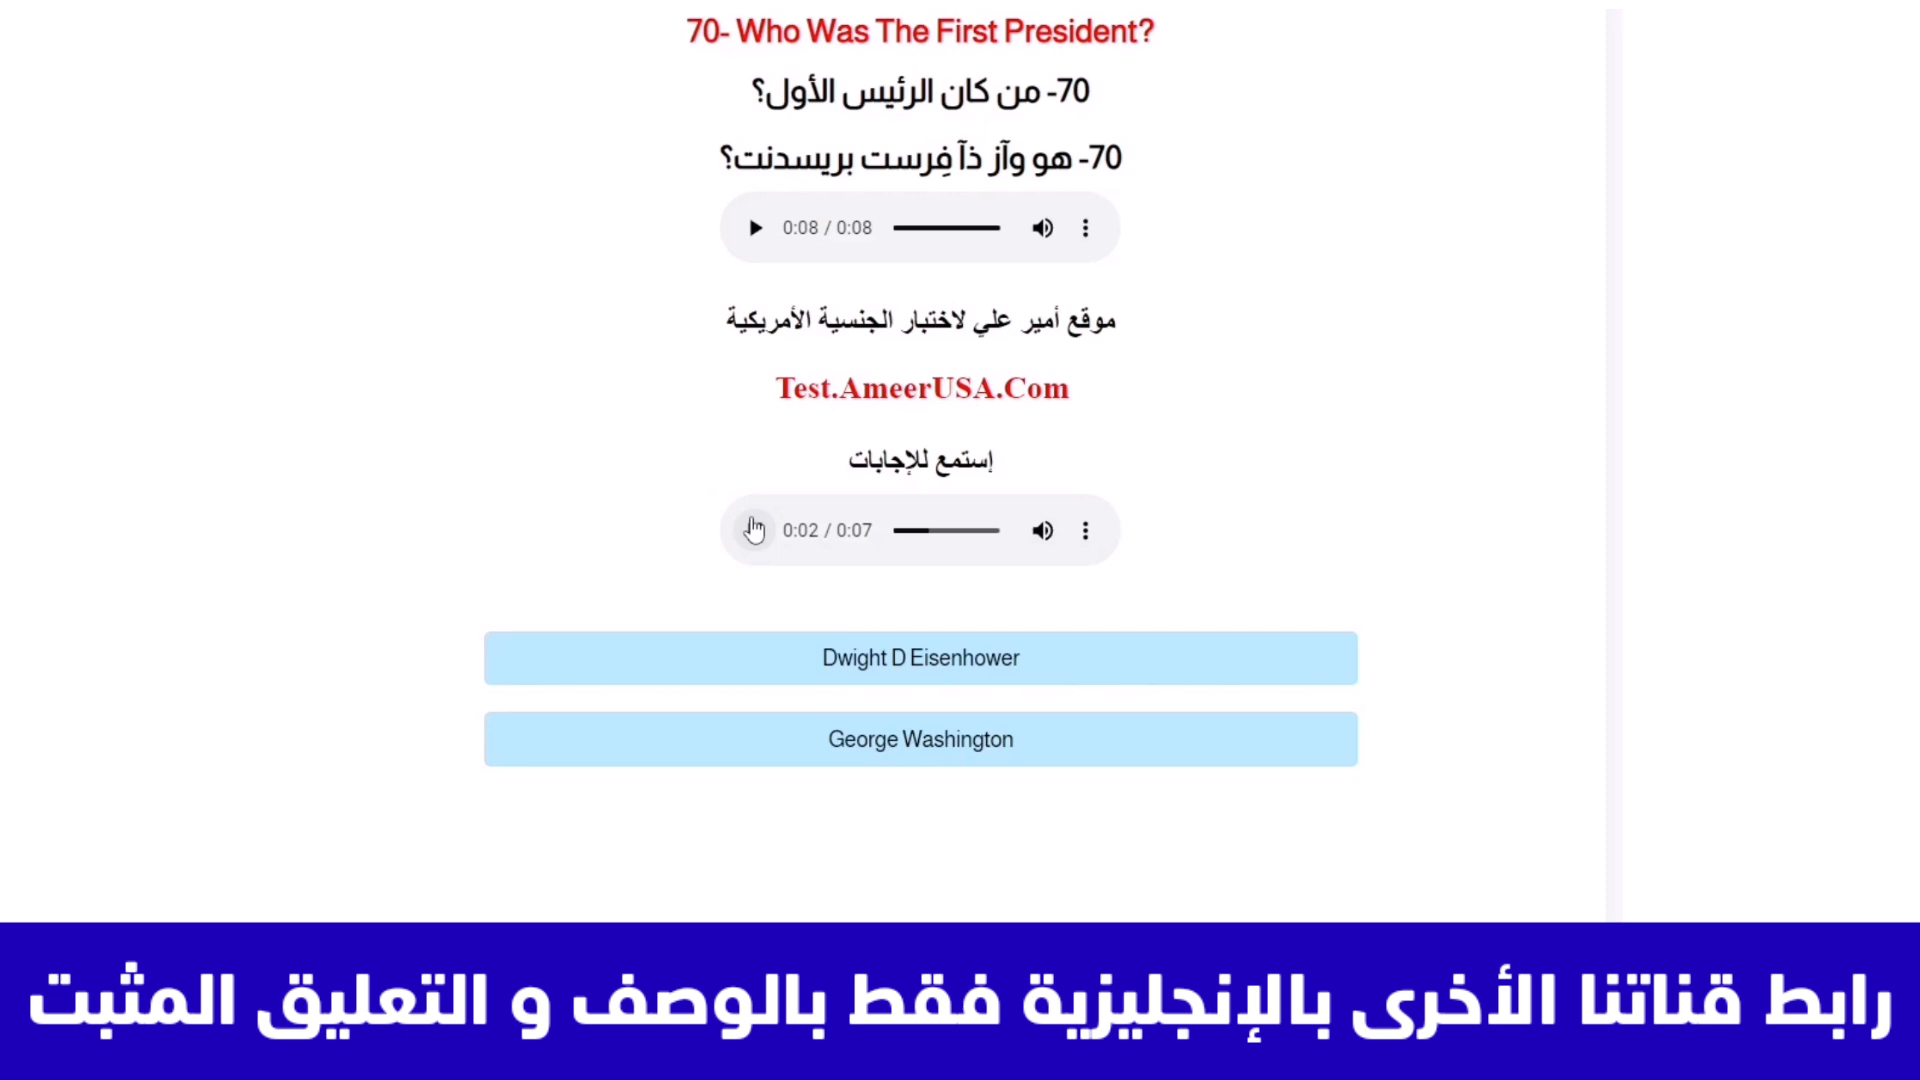 70- Who Was The First President?
70- من كان الرئيس الأول؟
70- هو وآز ذآ فِرست بريسدنت؟
0:08 / 0:08
موقع أمير علي لاختبار الجنسية الأمريكية
Test.AmeerUSA.Com
إستمع للإجابات
0:02 / 0:07
Dwight D Eisenhower
George Washington
رابط قناتنا الأخرى بالإنجليزية فقط بالوصف و التعليق المثبت